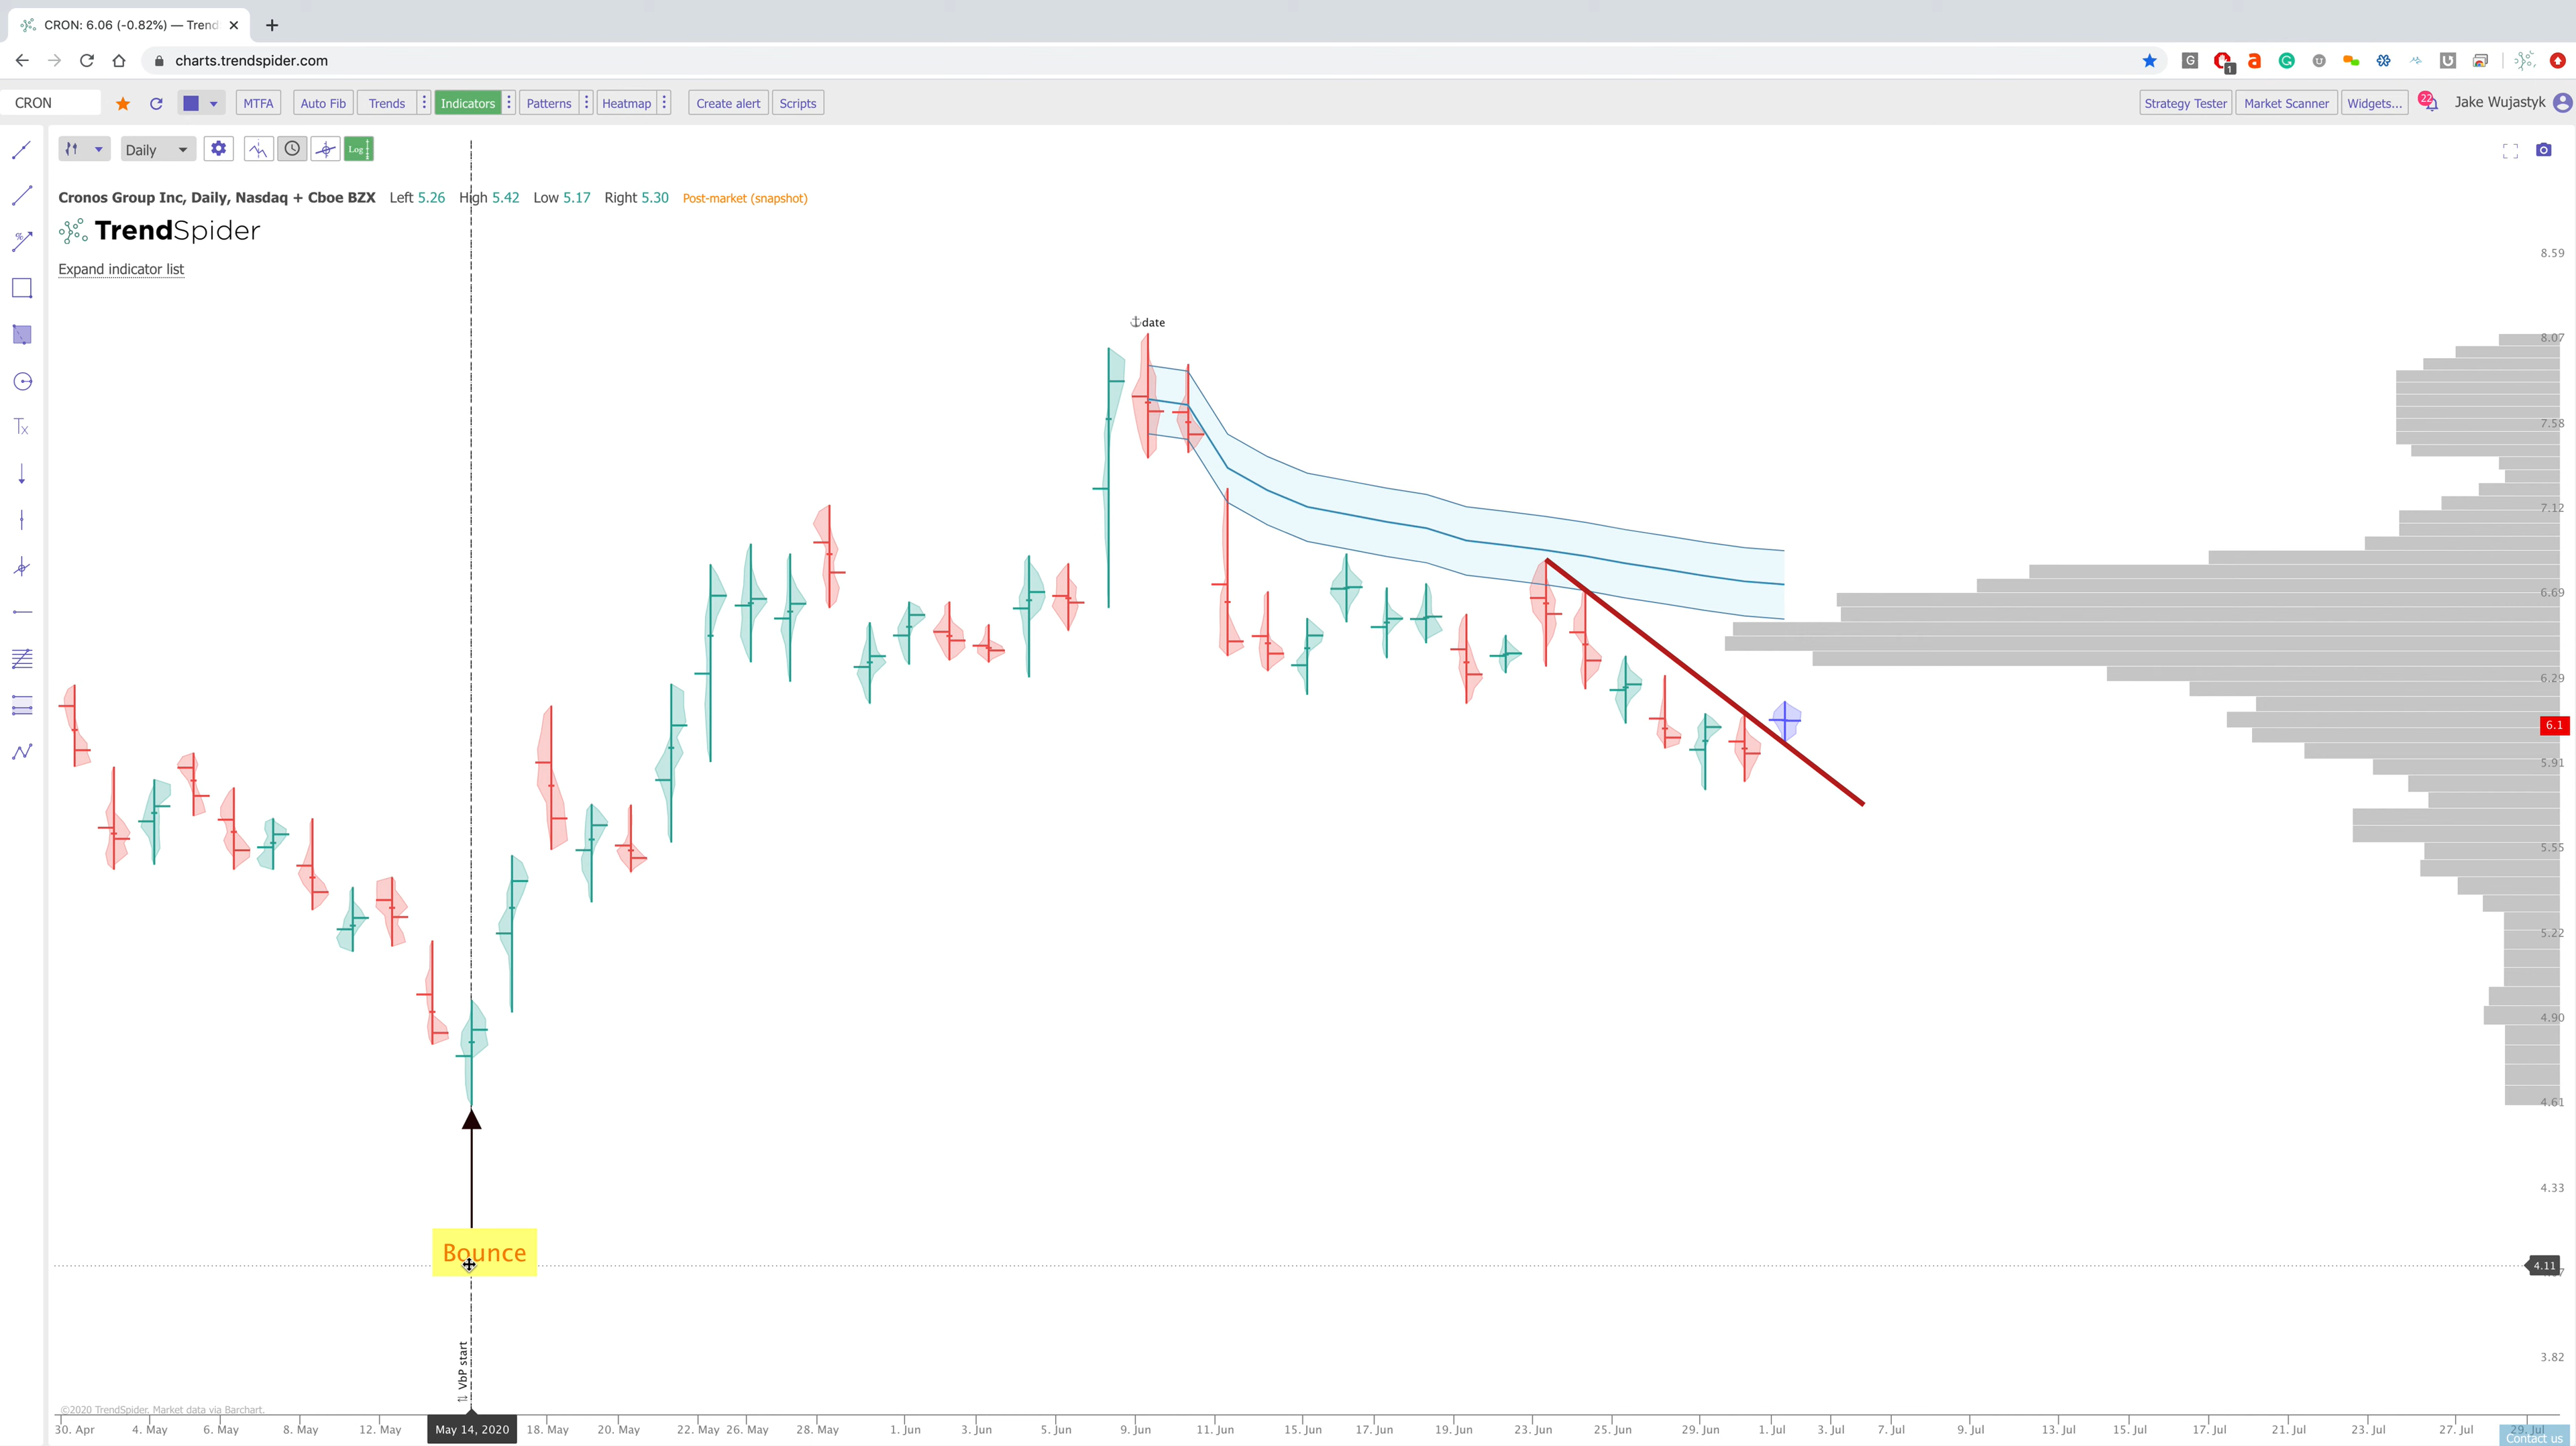 CRON: 6.06 (-0.82%) — Trend
charts.trendspider.com
1
CRON
MTFA
Auto Fib
Trends
Indicators
Patterns
Heatmap
Create alert
Scripts
Strategy Tester
Market Scanner
Widgets...
22
Jake Wujastyk
Daily
Log
Cronos Group Inc, Daily, Nasdaq + Cboe BZX Left 5.26 High 5.42 Low 5.17 Right 5.30 Post-market (snapshot)
TrendSpider
Expand indicator list
date
8.59
8.07
7.58
7.12
6.69
6.29
6.1
5.91
5.55
5.22
4.90
4.61
4.33
4.11
3.82
Bounce
VbP start
©2020 TrendSpider. Market data via Barchart.
30. Apr 4. May 6. May 8. May 12. May May 14, 2020 18. May 20. May 22. May 26. May 28. May 1. Jun 3. Jun 5. Jun 9. Jun 11. Jun 15. Jun 17. Jun 19. Jun 23. Jun 25. Jun 29. Jun 1. Jul 3. Jul 7. Jul 9. Jul 13. Jul 15. Jul 17. Jul 21. Jul 23. Jul 27. Jul 29. Jul
Contact us